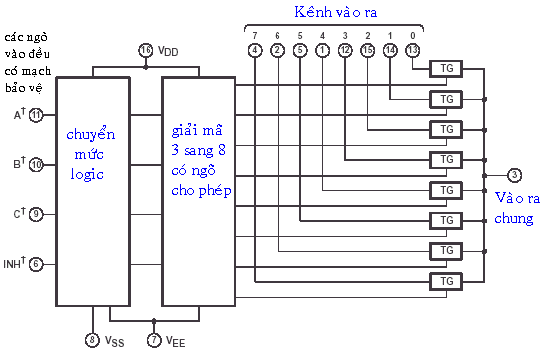 Kênh vào ra
các ngỏ
vào đều
có mạch
bảo vệ
16 VDD
7 6 5 4 3 2 1 0
4 2 5 1 12 15 14 13
TG
TG
TG
TG
TG
TG
TG
TG
A† 11
B† 10
C† 9
INH† 6
chuyển
mức
logic
giải mã
3 sang 8
có ngõ
cho phép
3
Vào ra
chung
8 VSS
7 VEE